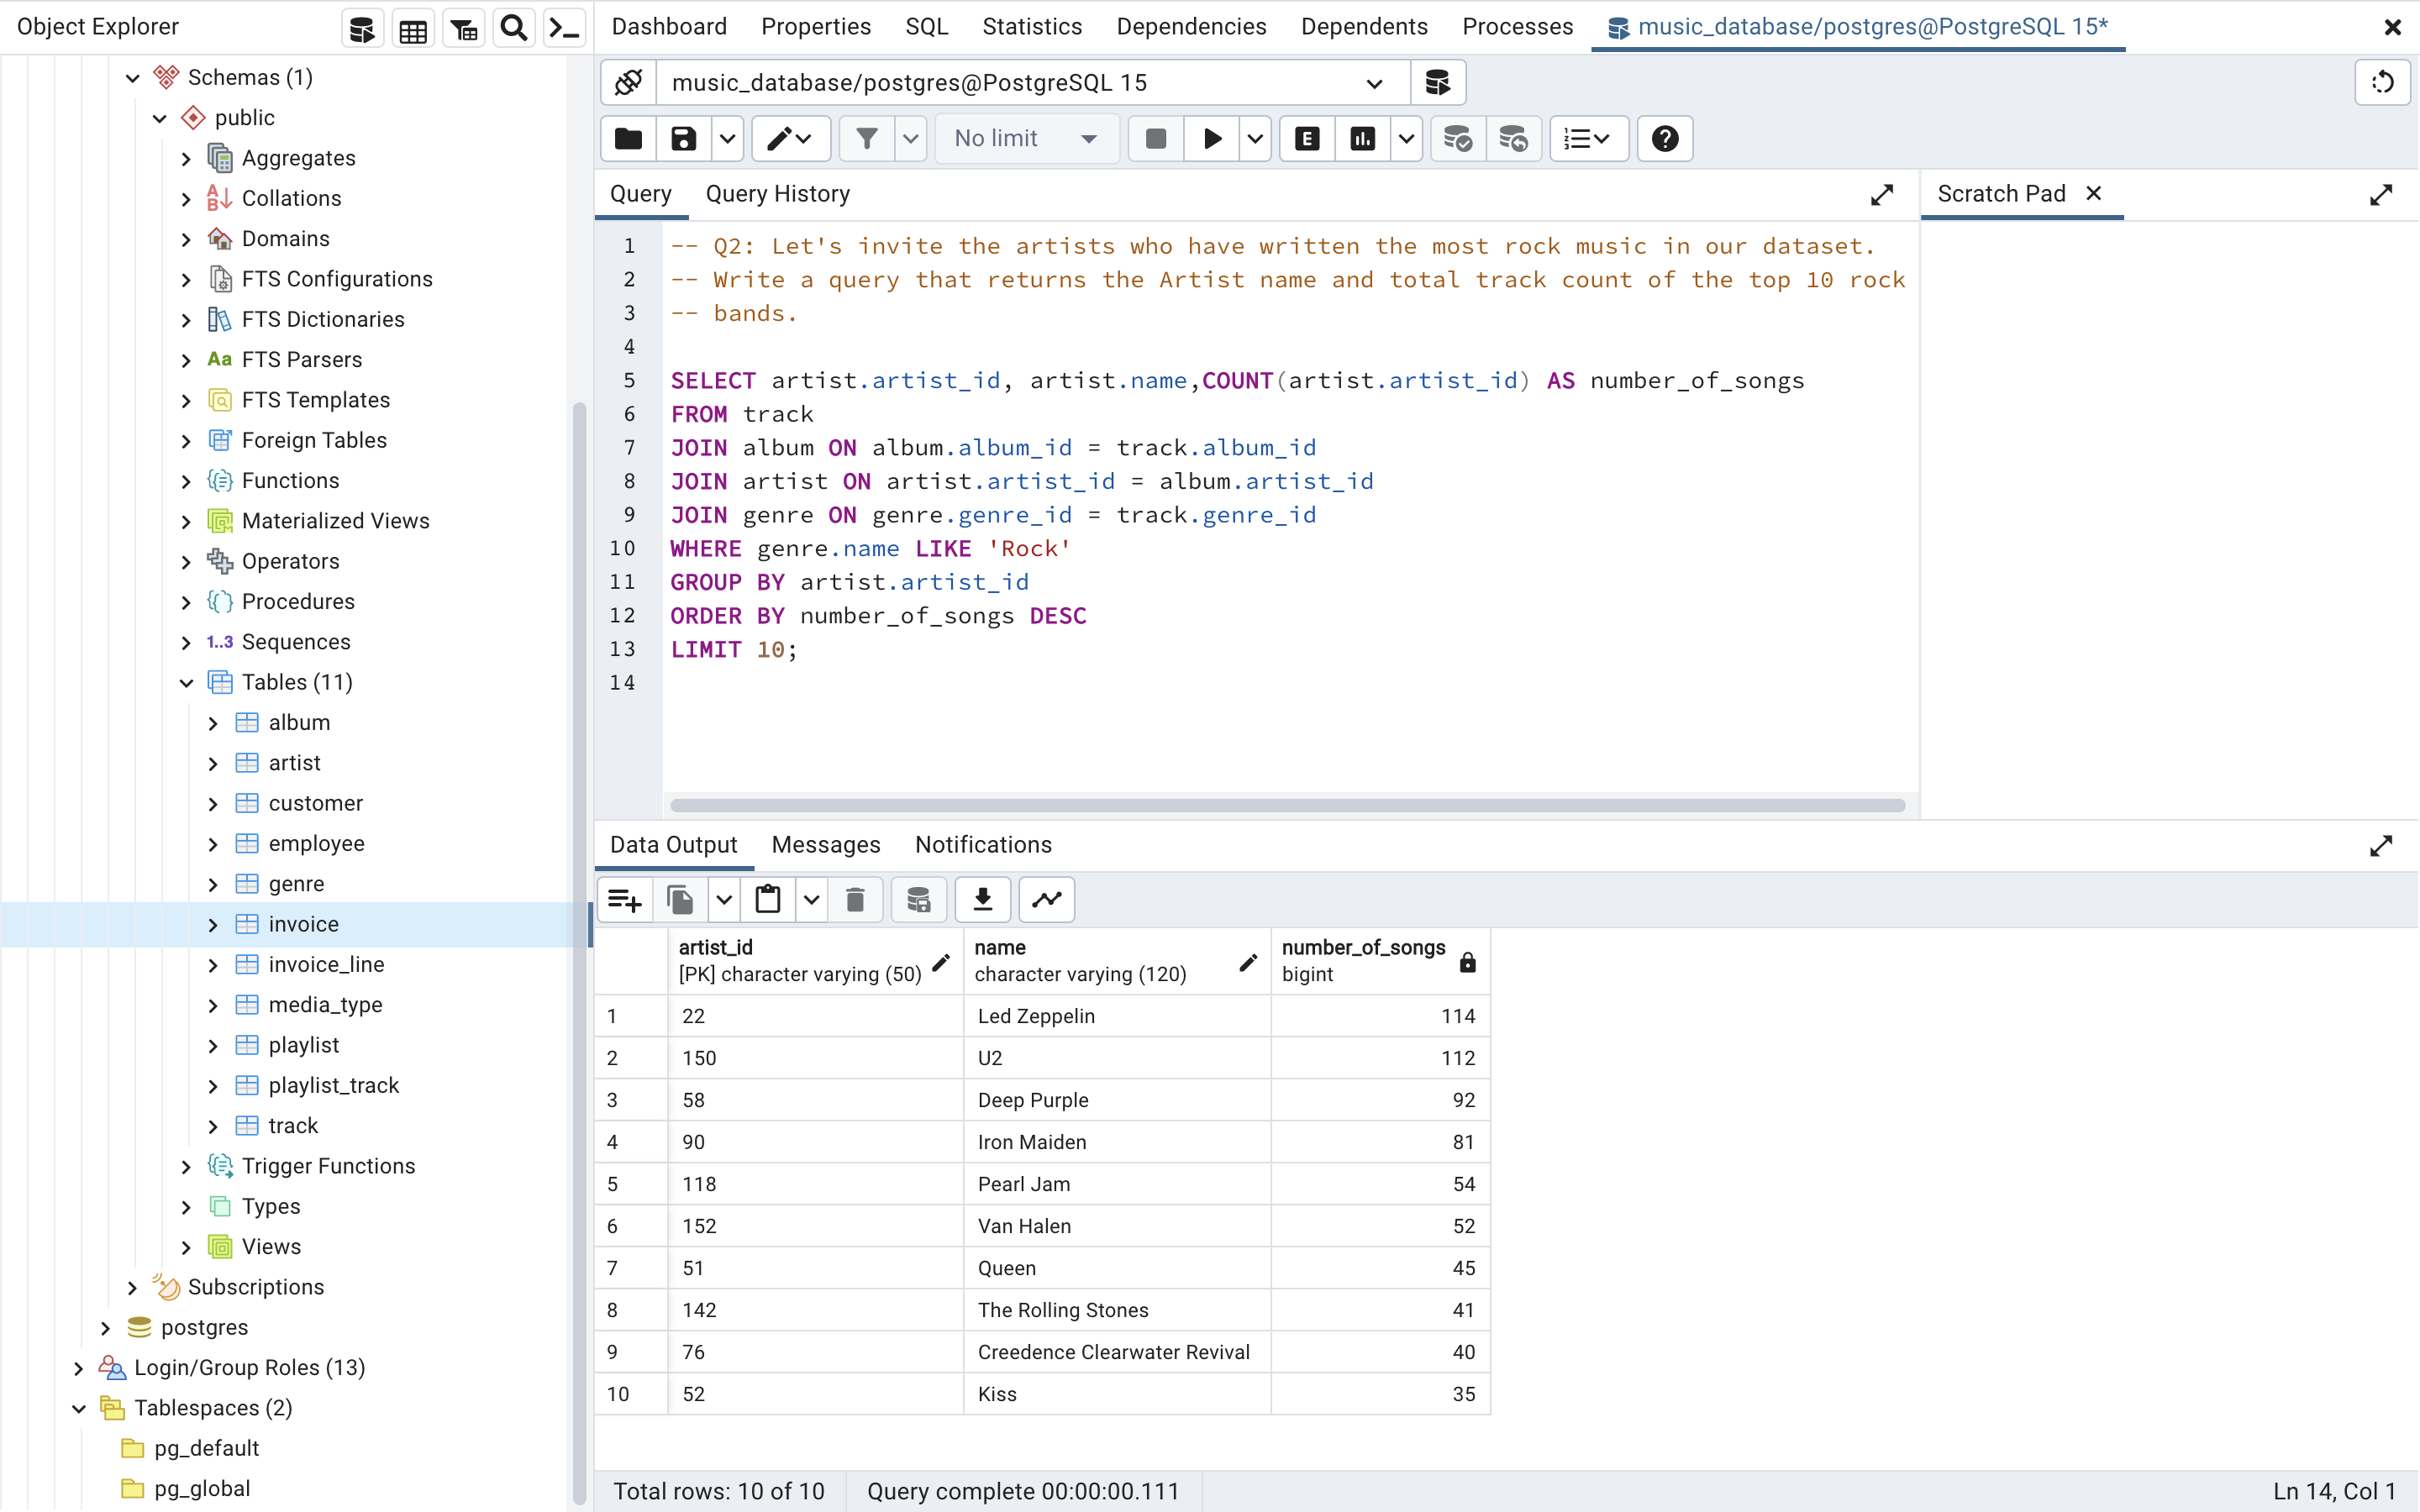 Object Explorer
Dashboard Properties SQL Statistics Dependencies Dependents Processes music_database/postgres@PostgreSQL 15*
Schemas (1)
public
Aggregates
Collations
Domains
FTS Configurations
FTS Dictionaries
Aa FTS Parsers
FTS Templates
Foreign Tables
Functions
Materialized Views
Operators
Procedures
1..3 Sequences
Tables (11)
album
artist
customer
employee
genre
invoice
invoice_line
media_type
playlist
playlist_track
track
Trigger Functions
Types
Views
Subscriptions
postgres
Login/Group Roles (13)
Tablespaces (2)
pg_default
pg_global
music_database/postgres@PostgreSQL 15
No limit
E
Query Query History
Scratch Pad
1 -- Q2: Let's invite the artists who have written the most rock music in our dataset.
2 -- Write a query that returns the Artist name and total track count of the top 10 rock
3 -- bands.
4
5 SELECT artist.artist_id, artist.name,COUNT(artist.artist_id) AS number_of_songs
6 FROM track
7 JOIN album ON album.album_id = track.album_id
8 JOIN artist ON artist.artist_id = album.artist_id
9 JOIN genre ON genre.genre_id = track.genre_id
10 WHERE genre.name LIKE 'Rock'
11 GROUP BY artist.artist_id
12 ORDER BY number_of_songs DESC
13 LIMIT 10;
14
Data Output Messages Notifications
artist_id name number_of_songs
[PK] character varying (50) character varying (120) bigint
1 22 Led Zeppelin 114
2 150 U2 112
3 58 Deep Purple 92
4 90 Iron Maiden 81
5 118 Pearl Jam 54
6 152 Van Halen 52
7 51 Queen 45
8 142 The Rolling Stones 41
9 76 Creedence Clearwater Revival 40
10 52 Kiss 35
Total rows: 10 of 10 Query complete 00:00:00.111 Ln 14, Col 1